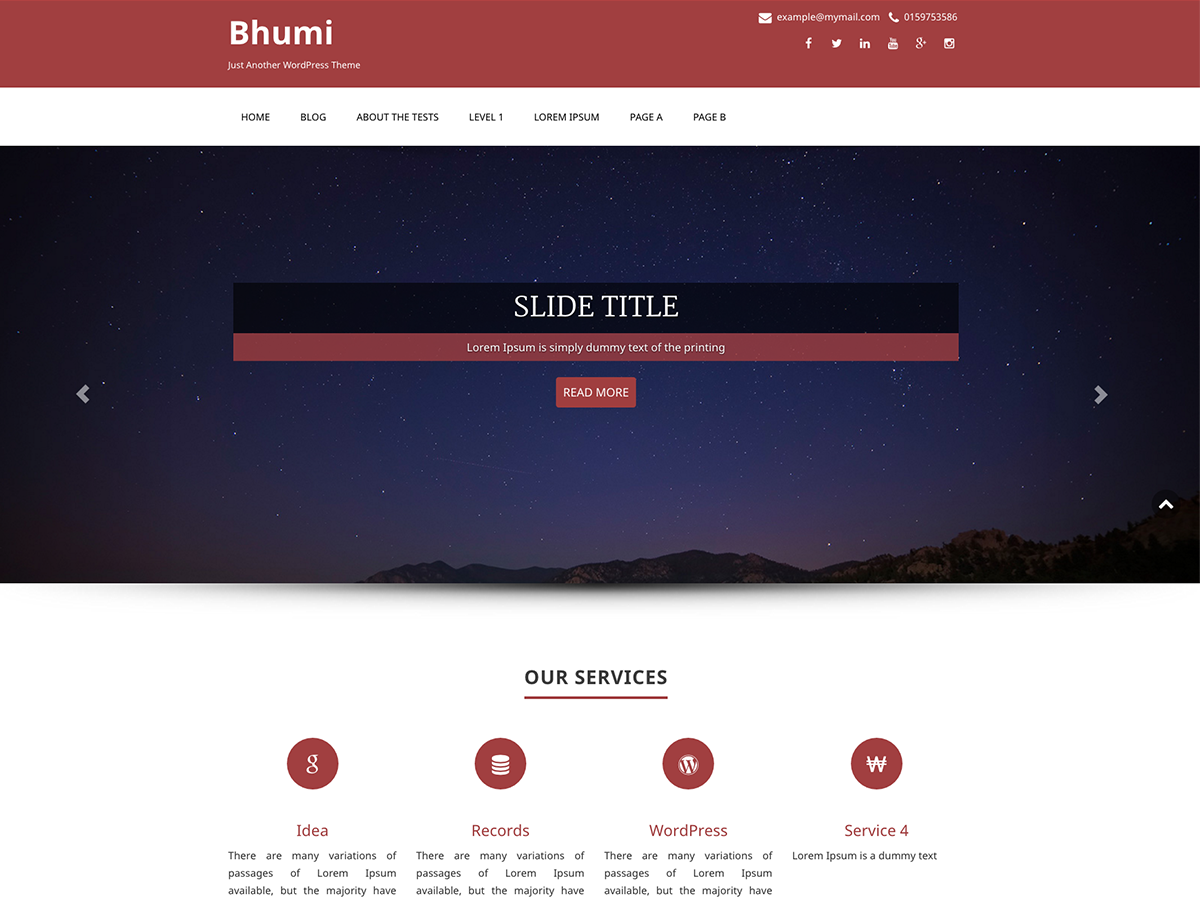 Bhumi
Just Another WordPress Theme
example@mymail.com 0159753586
HOME BLOG ABOUT THE TESTS LEVEL 1 LOREM IPSUM PAGE A PAGE B
SLIDE TITLE
Lorem Ipsum is simply dummy text of the printing
READ MORE
OUR SERVICES
Idea
There are many variations of
passages of Lorem Ipsum
available, but the majority have
Records
There are many variations of
passages of Lorem Ipsum
available, but the majority have
WordPress
There are many variations of
passages of Lorem Ipsum
available, but the majority have
Service 4
Lorem Ipsum is a dummy text